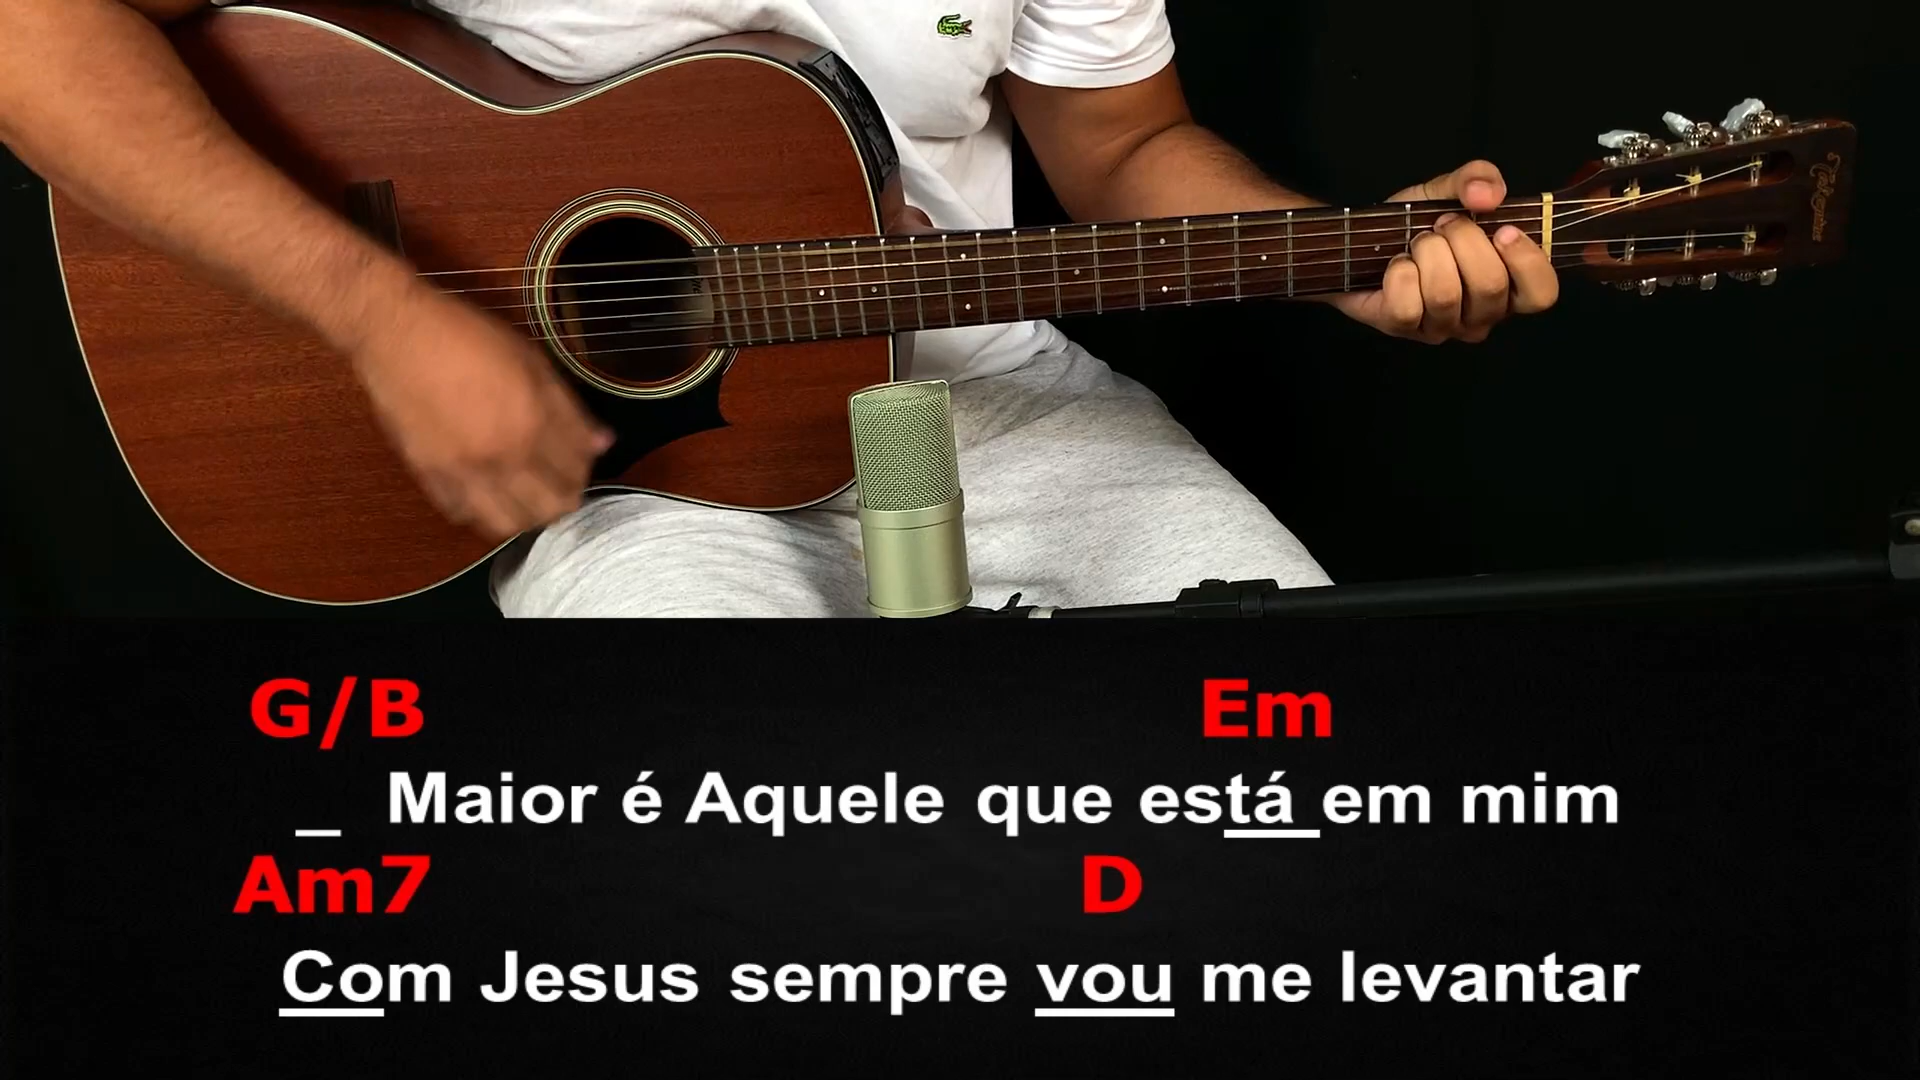 G/B Em
_ Maior é Aquele que está em mim
Am7 D
Com Jesus sempre vou me levantar